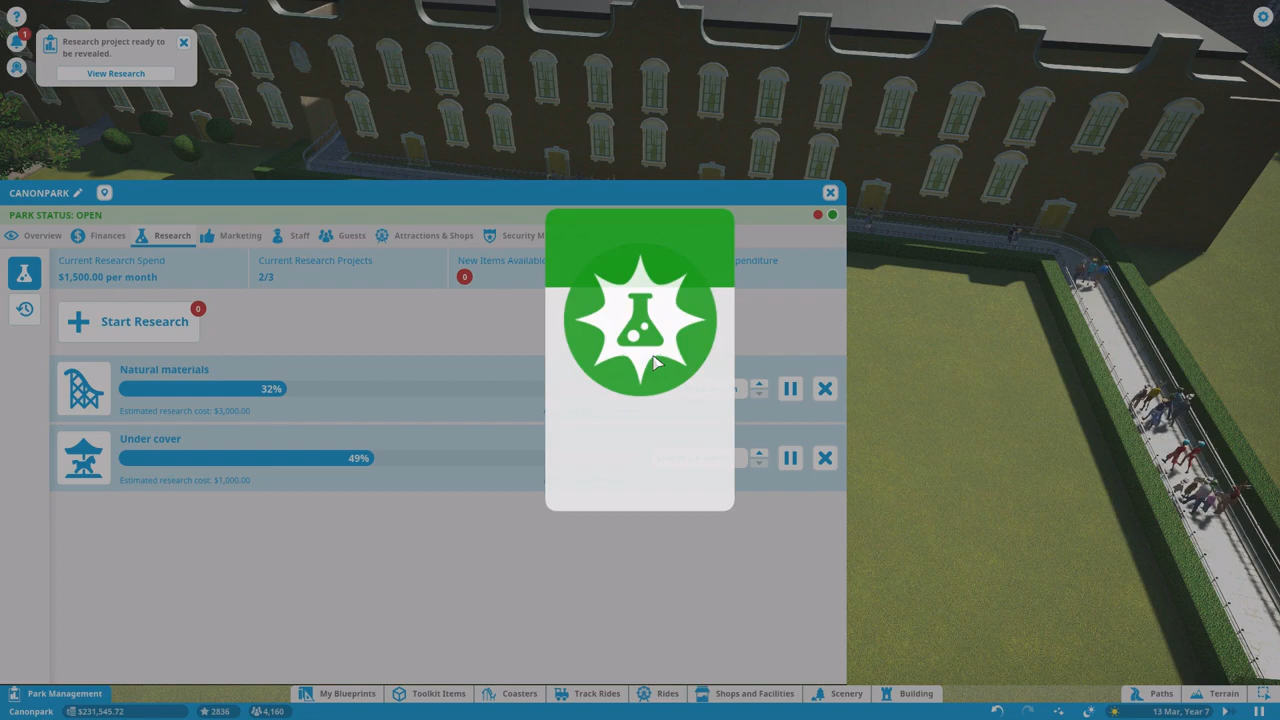 ?
1
Research project ready to
be revealed.
View Research
CANONPARK
PARK STATUS: OPEN
Overview
Finances
Research
Marketing
Staff
Guests
Attractions & Shops
Security
Current Research Spend
$1,500.00 per month
Current Research Projects
2/3
New Items Available
0
Start Research
0
Natural materials
32%
Estimated research cost: $3,000.00
Under cover
49%
Estimated research cost: $1,000.00
Park Management
My Blueprints
Toolkit Items
Coasters
Track Rides
Rides
Shops and Facilities
Scenery
Building
Paths
Terrain
Canonpark
$231,545.72
2836
4,160
13 Mar, Year 7